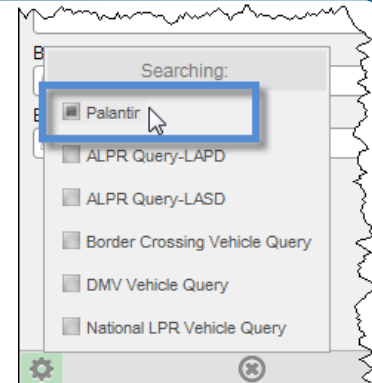 B
Searching:
Palantir
ALPR Query-LAPD
ALPR Query-LASD
Border Crossing Vehicle Query
DMV Vehicle Query
National LPR Vehicle Query